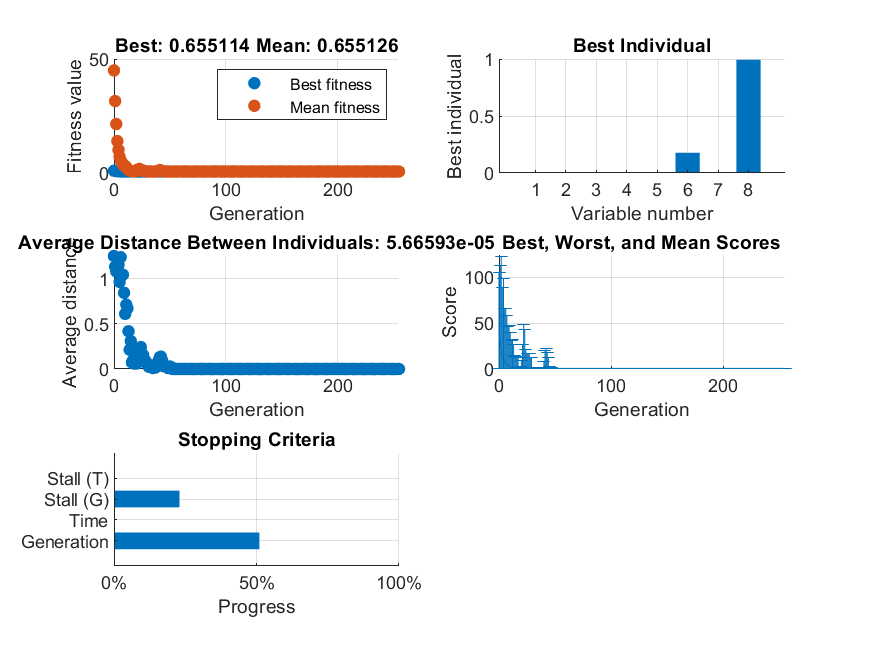 Best: 0.655114 Mean: 0.655126
Fitness value
50
0
Best fitness
Mean fitness
0 100 200
Generation
Best Individual
Best individual
1
0.5
0
1 2 3 4 5 6 7 8
Variable number
Average Distance Between Individuals: 5.66593e-05
Average distance
1
0.5
0
0 100 200
Generation
Best, Worst, and Mean Scores
Score
100
50
0
0 100 200
Generation
Stopping Criteria
Stall (T)
Stall (G)
Time
Generation
0% 50% 100%
Progress